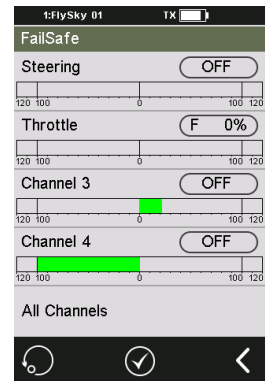 1:FlySky 01 TX
FailSafe
Steering OFF
120 100 0 100 120
Throttle F 0%
120 100 0 100 120
Channel 3 OFF
120 100 0 100 120
Channel 4 OFF
120 100 0 100 120
All Channels